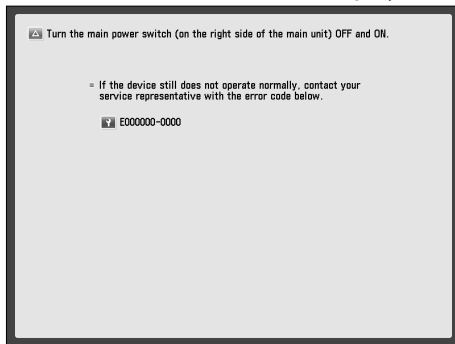 Turn the main power switch (on the right side of the main unit) OFF and ON.
If the device still does not operate normally, contact your
service representative with the error code below.
E000000-0000